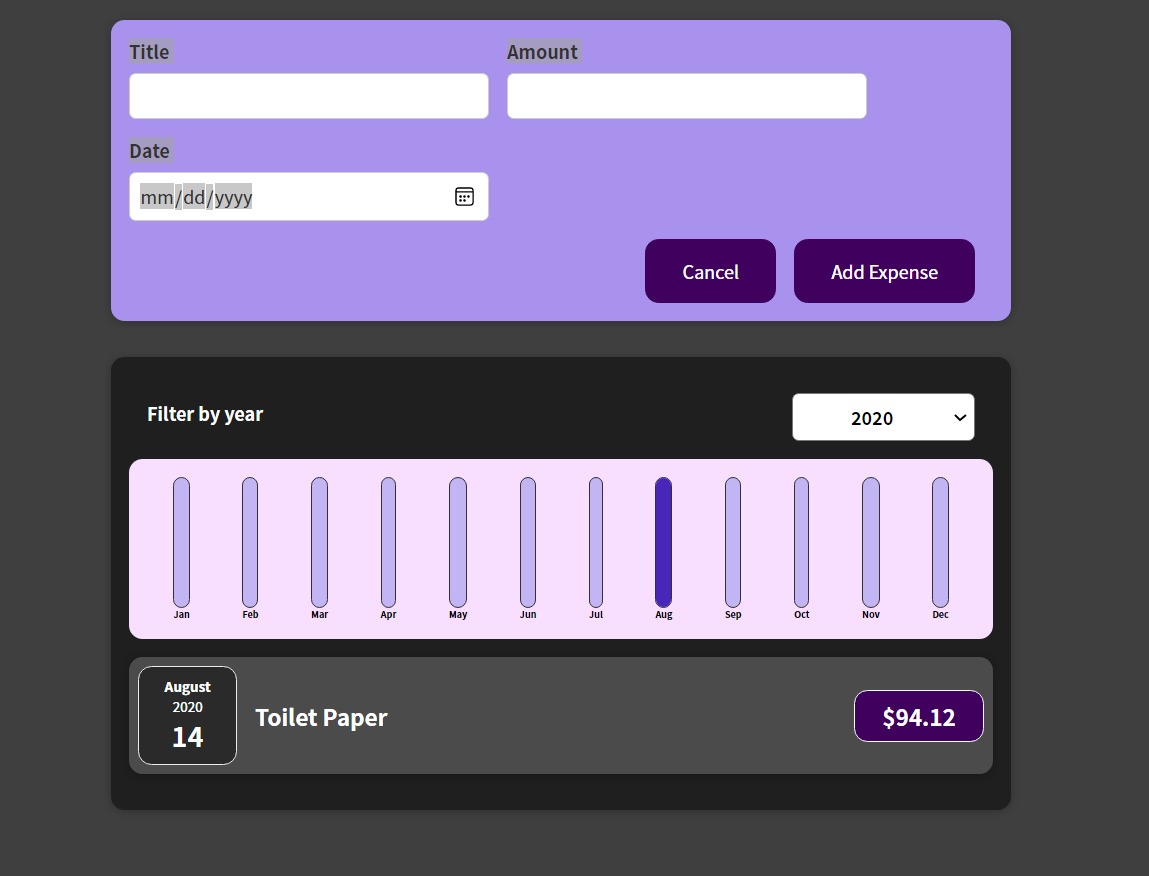 Title Amount
Date
mm/dd/yyyy
Cancel Add Expense
Filter by year 2020
Jan Feb Mar Apr May Jun Jul Aug Sep Oct Nov Dec
August
2020
14
Toilet Paper
$94.12